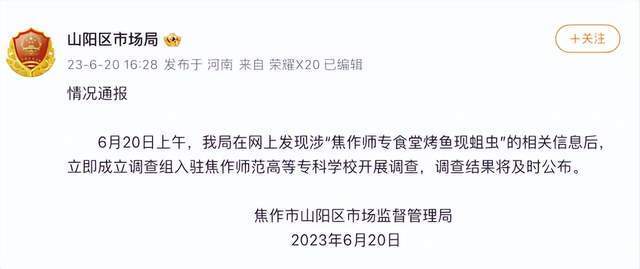 山阳区市场局
+关注
23-6-20 16:28 发布于 河南 来自 荣耀X20 已编辑
情况通报
6月20日上午，我局在网上发现涉“焦作师专食堂烤鱼现蛆虫”的相关信息后，
立即成立调查组入驻焦作师范高等专科学校开展调查，调查结果将及时公布。
焦作市山阳区市场监督管理局
2023年6月20日